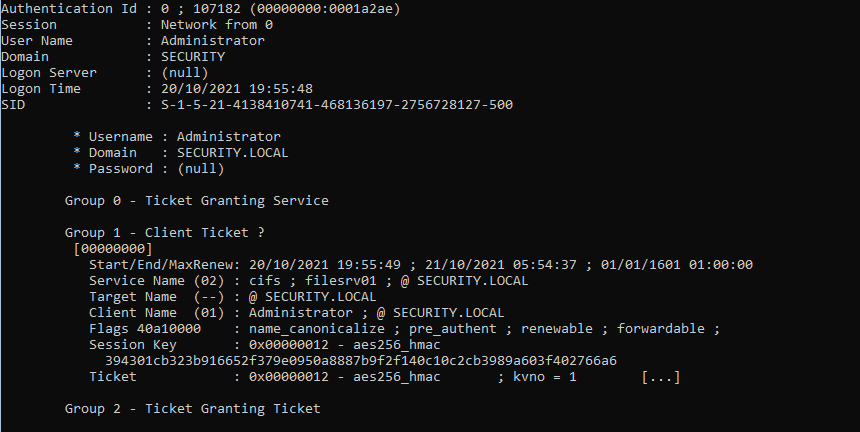 Authentication Id : 0 ; 107182 (00000000:0001a2ae)
Session           : Network from 0
User Name         : Administrator
Domain            : SECURITY
Logon Server      : (null)
Logon Time        : 20/10/2021 19:55:48
SID               : S-1-5-21-4138410741-468136197-2756728127-500
* Username : Administrator
* Domain   : SECURITY.LOCAL
* Password : (null)
Group 0 - Ticket Granting Service
Group 1 - Client Ticket ?
[00000000]
Start/End/MaxRenew: 20/10/2021 19:55:49 ; 21/10/2021 05:54:37 ; 01/01/1601 01:00:00
Service Name (02) : cifs ; filesrv01 ; @ SECURITY.LOCAL
Target Name  (--) : @ SECURITY.LOCAL
Client Name  (01) : Administrator ; @ SECURITY.LOCAL
Flags 40a10000    : name_canonicalize ; pre_authent ; renewable ; forwardable ;
Session Key       : 0x00000012 - aes256_hmac
394301cb323b916652f379e0950a8887b9f2f140c10c2cb3989a603f402766a6
Ticket            : 0x00000012 - aes256_hmac       ; kvno = 1        [...]
Group 2 - Ticket Granting Ticket